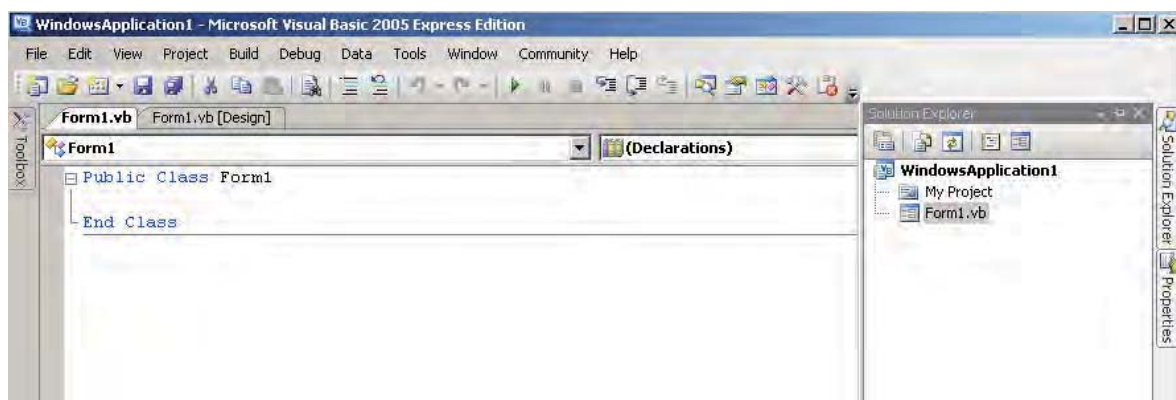 WindowsApplication1 - Microsoft Visual Basic 2005 Express Edition
File Edit View Project Build Debug Data Tools Window Community Help
Form1.vb Form1.vb [Design]
Form1 (Declarations)
Public Class Form1
End Class
Toolbox
Solution Explorer
WindowsApplication1
My Project
Form1.vb
Solution Explorer
Properties